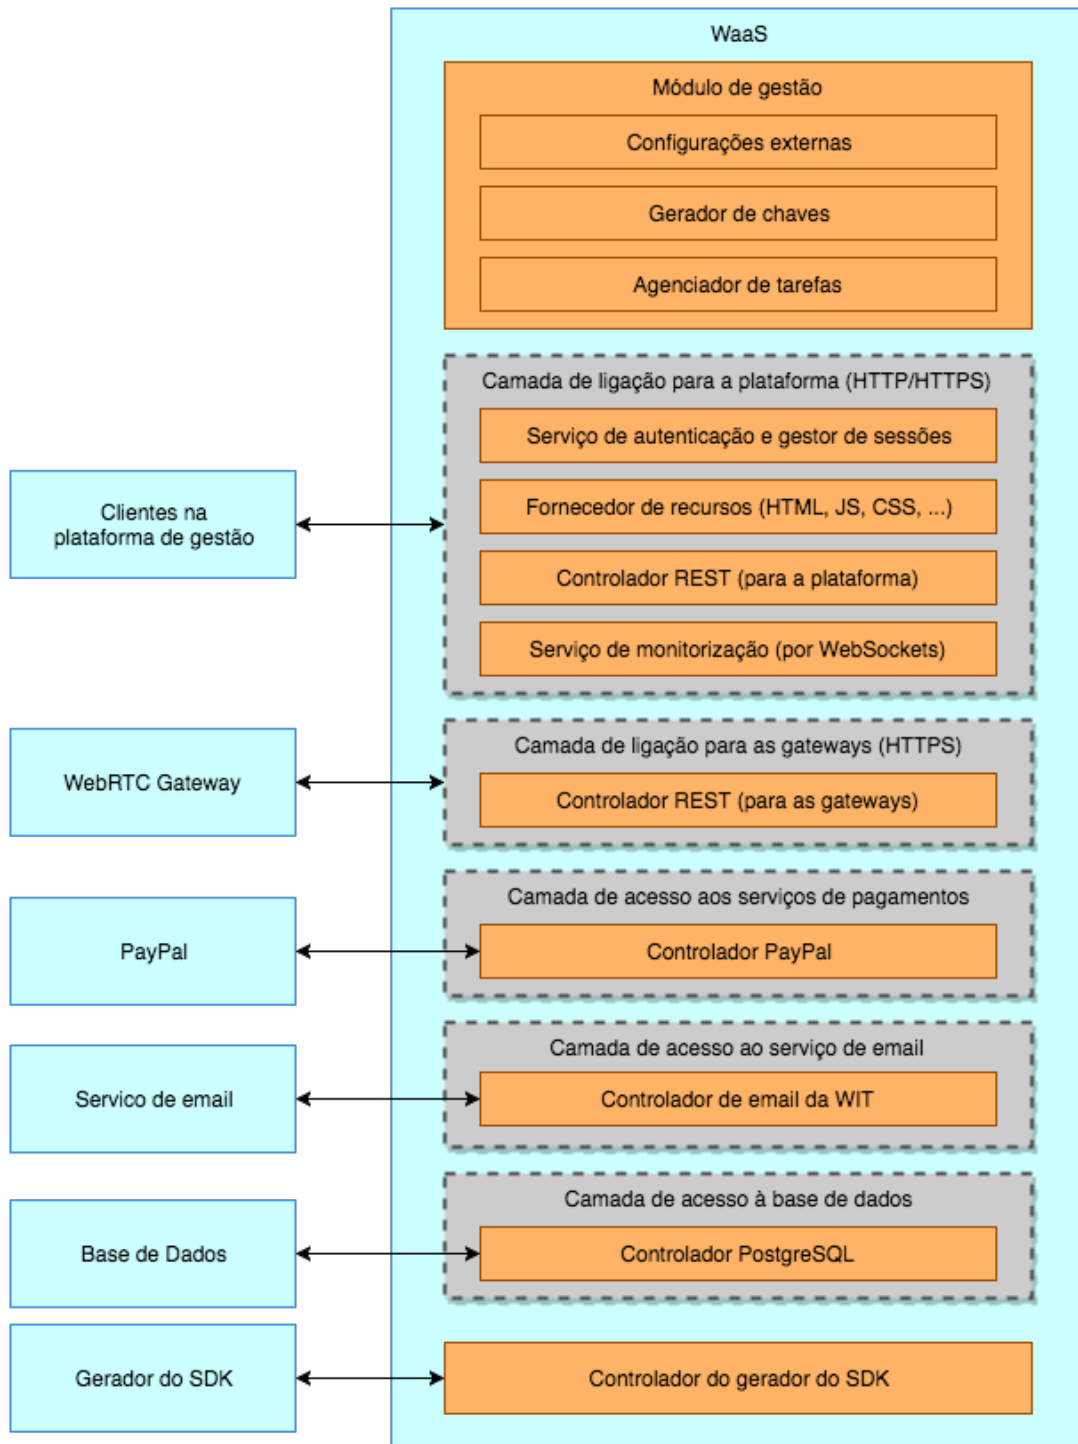 WaaS
Módulo de gestão
Configurações externas
Gerador de chaves
Agenciador de tarefas
Camada de ligação para a plataforma (HTTP/HTTPS)
Serviço de autenticação e gestor de sessões
Fornecedor de recursos (HTML, JS, CSS, ...)
Controlador REST (para a plataforma)
Serviço de monitorização (por WebSockets)
Clientes na
plataforma de gestão
Camada de ligação para as gateways (HTTPS)
Controlador REST (para as gateways)
WebRTC Gateway
Camada de acesso aos serviços de pagamentos
Controlador PayPal
PayPal
Camada de acesso ao serviço de email
Controlador de email da WIT
Servico de email
Camada de acesso à base de dados
Controlador PostgreSQL
Base de Dados
Gerador do SDK
Controlador do gerador do SDK